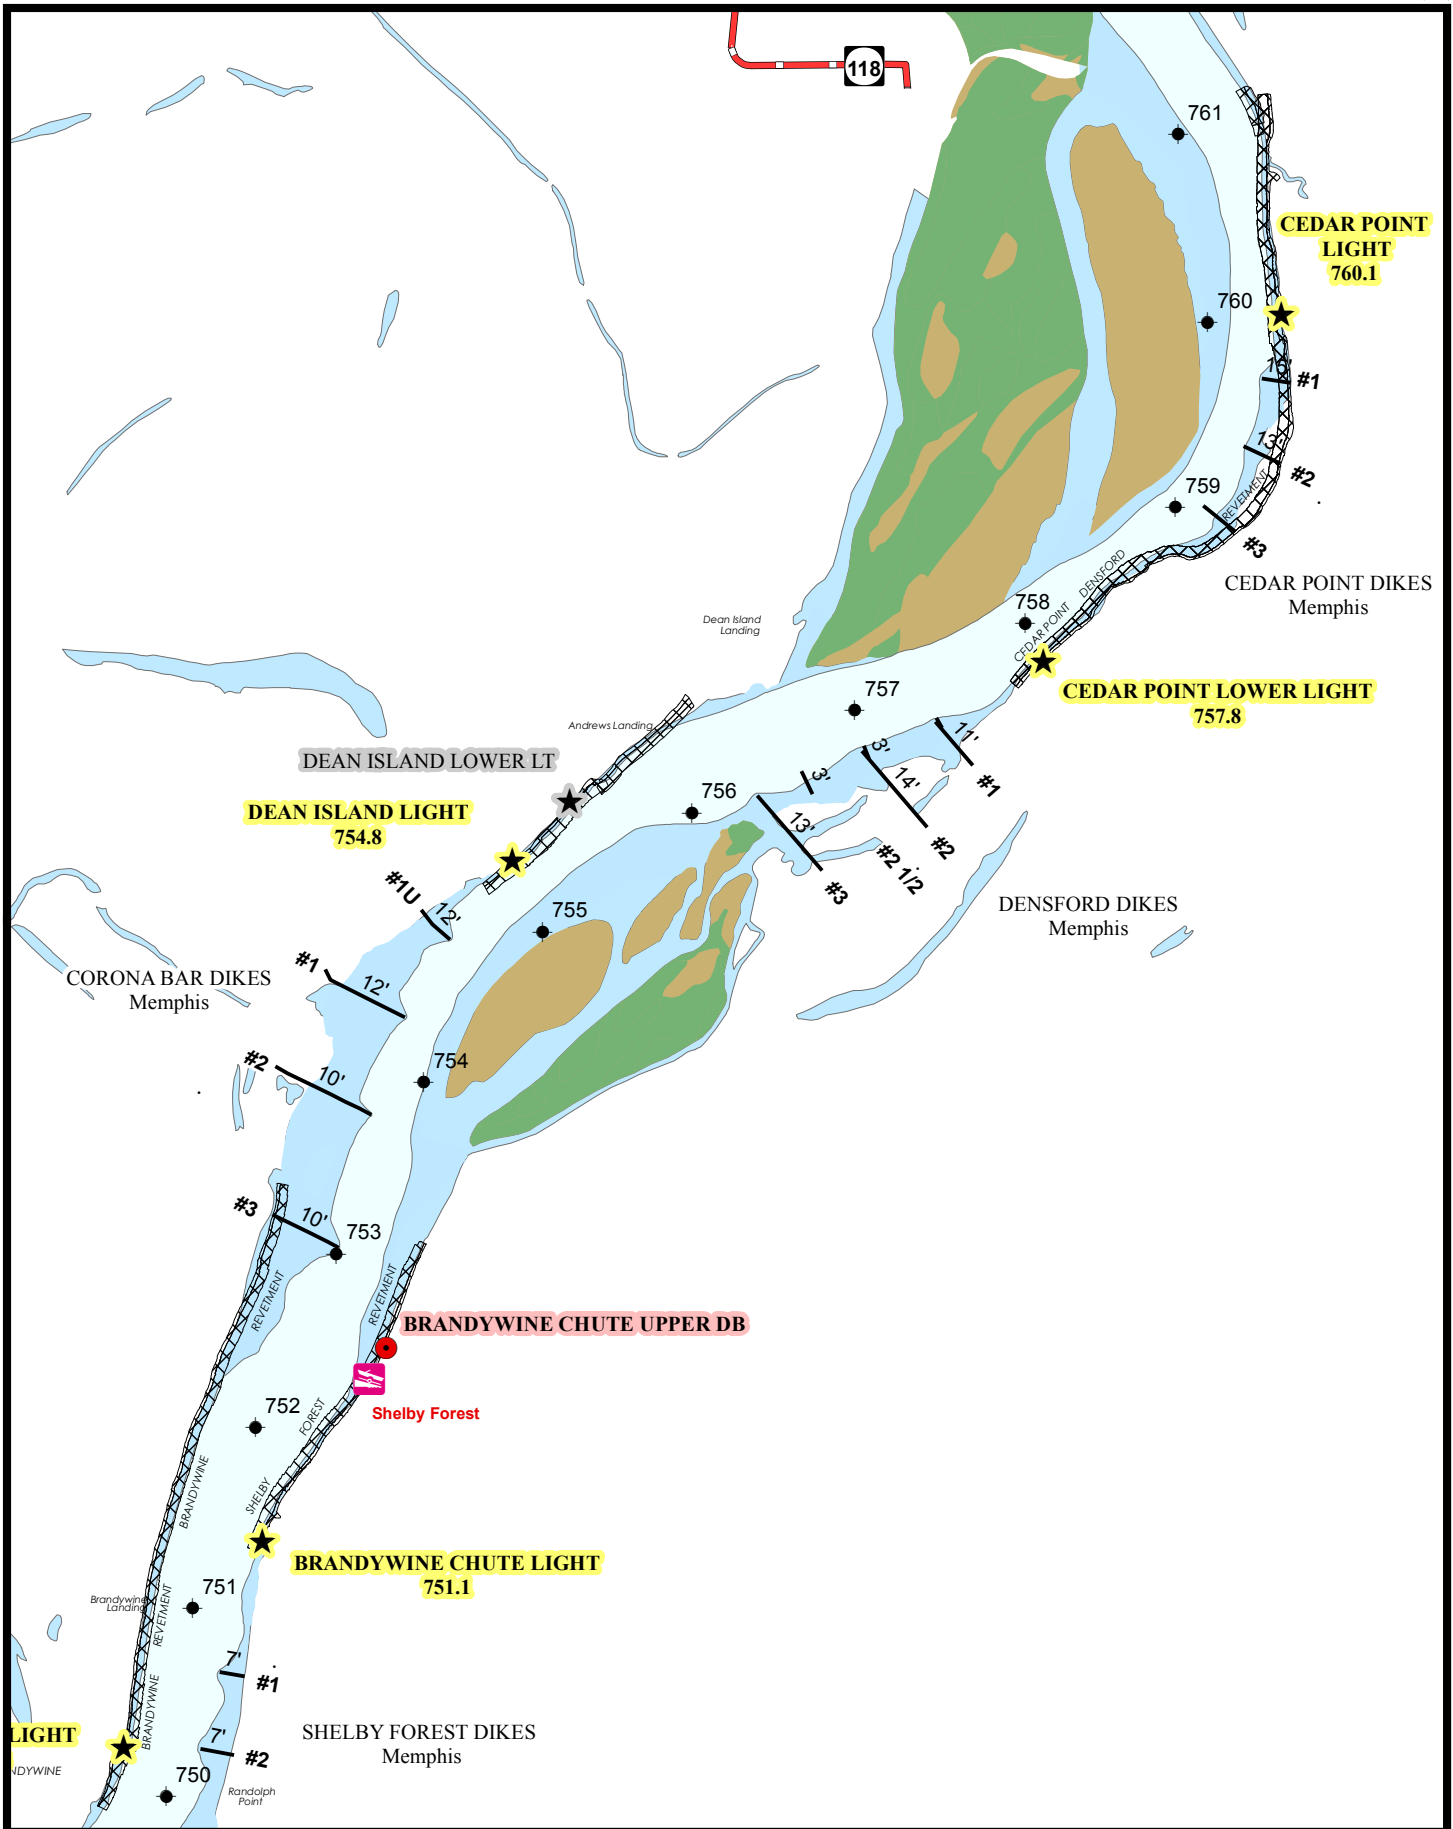 118
761
CEDAR POINT
LIGHT
760.1
760
15'
#1
13'
#2
759
REVETMENT
#3
DENSFORD
CEDAR POINT DIKES
Memphis
758
CEDAR POINT
Dean Island
Landing
CEDAR POINT LOWER LIGHT
757.8
757
Andrews Landing
11'
#1
3'
14'
#2
DEAN ISLAND LOWER LT
3'
#2 1/2
756
13'
#3
DEAN ISLAND LIGHT
754.8
#1U
12'
755
DENSFORD DIKES
Memphis
#1
12'
CORONA BAR DIKES
Memphis
#2
10'
754
#3
10'
753
REVETMENT
REVETMENT
BRANDYWINE CHUTE UPPER DB
Shelby Forest
752
FOREST
BRANDYWINE
SHELBY
BRANDYWINE CHUTE LIGHT
751.1
751
Brandywine
Landing
REVETMENT
7'
#1
BRANDYWINE
LIGHT
7'
#2
SHELBY FOREST DIKES
Memphis
NDYWINE
750
Randolph
Point